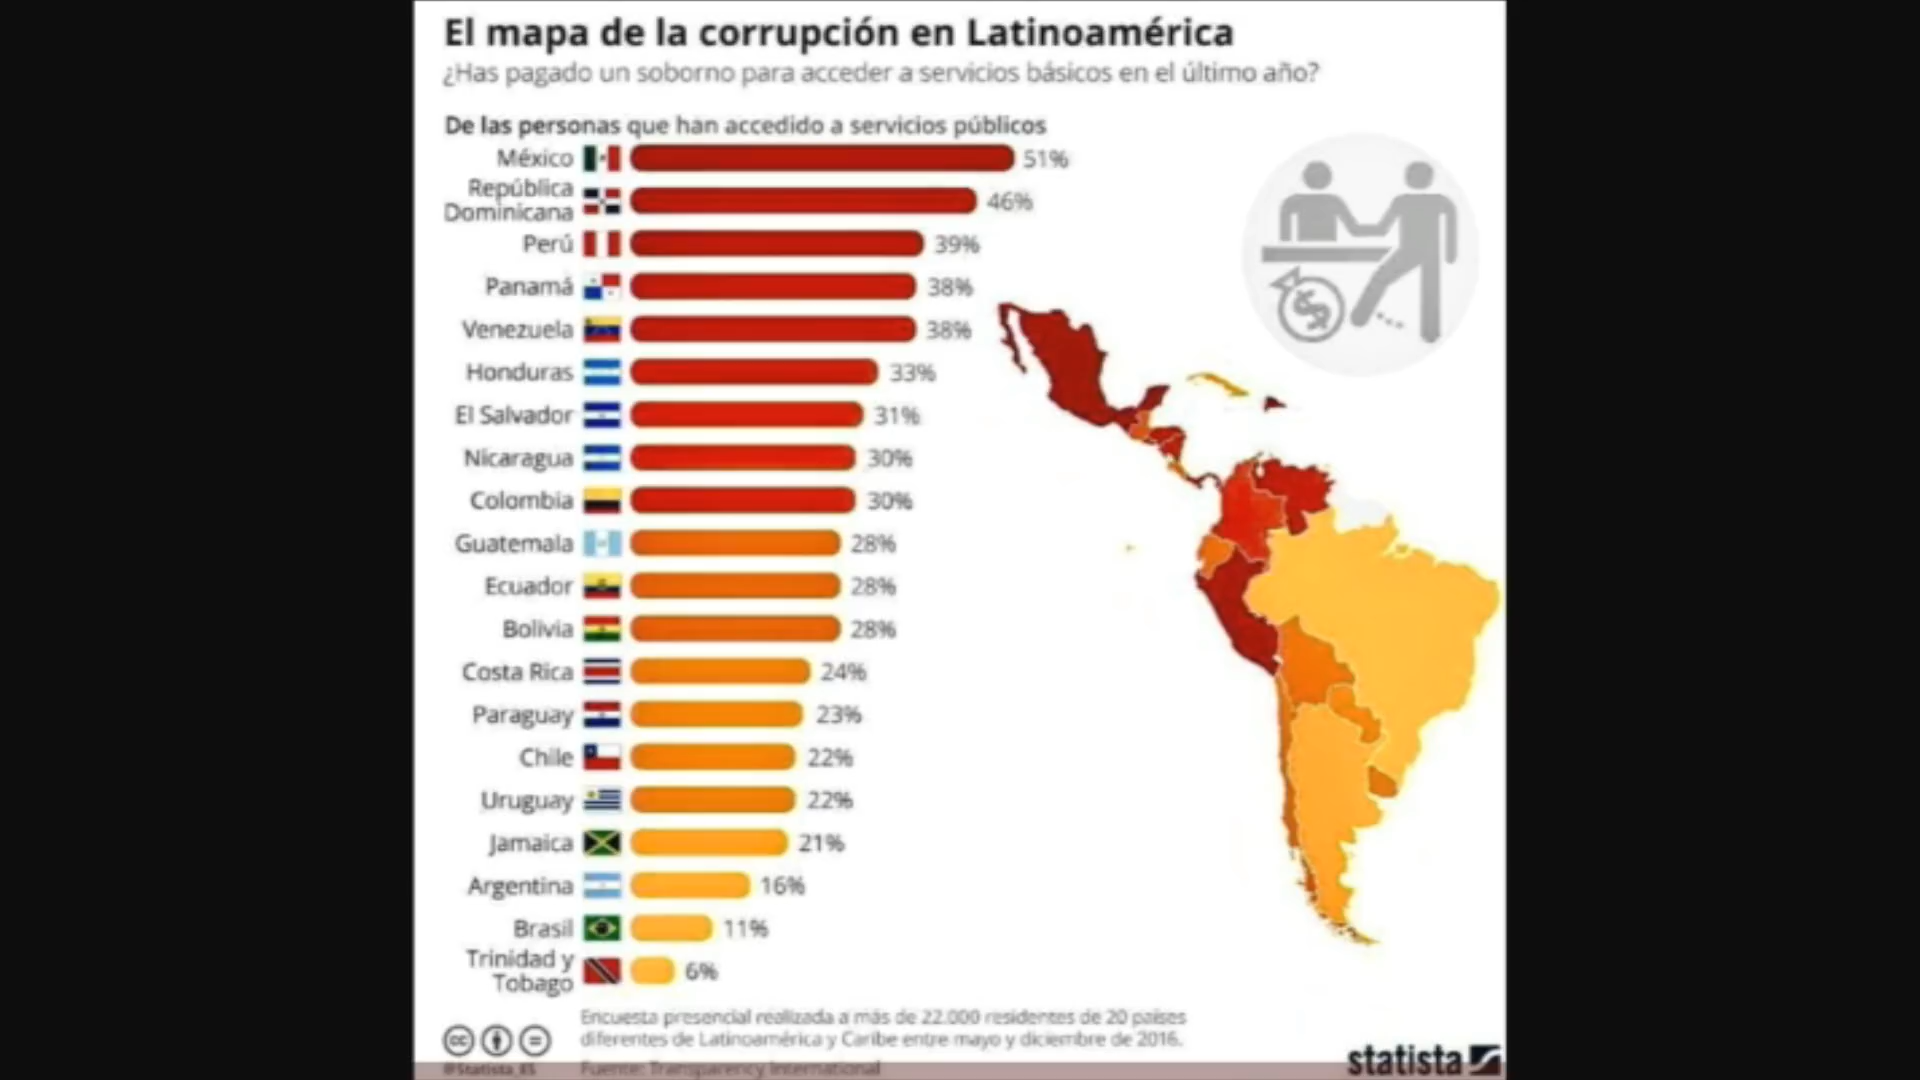 El mapa de la corrupción en Latinoamérica
¿Has pagado un soborno para acceder a servicios básicos en el último año?
De las personas que han accedido a servicios públicos
México 51%
República
Dominicana 46%
Perú 39%
Panamá 38%
Venezuela 38%
Honduras 33%
El Salvador 31%
Nicaragua 30%
Colombia 30%
Guatemala 28%
Ecuador 28%
Bolivia 28%
Costa Rica 24%
Paraguay 23%
Chile 22%
Uruguay 22%
Jamaica 21%
Argentina 16%
Brasil 11%
Trinidad y
Tobago 6%
Encuesta presencial realizada a más de 22.000 residentes de 20 países
diferentes de Latinoamérica y Caribe entre mayo y diciembre de 2016.
@Statista_ES
Fuente: Transparency International
statista